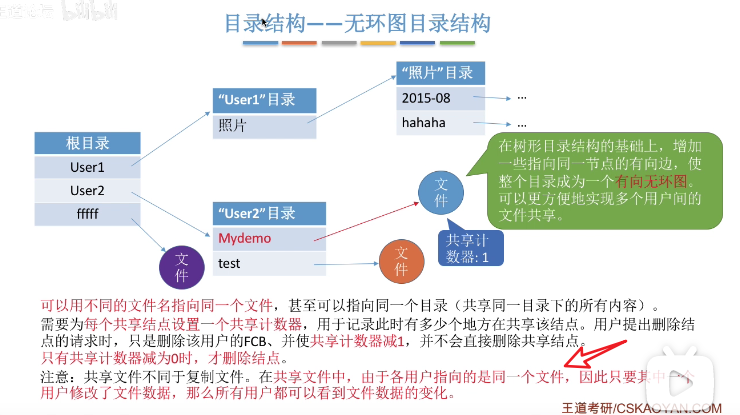 bilibili
目录结构——无环图目录结构
“照片”目录
2015-08
...
hahaha
...
“User1”目录
照片
根目录
User1
User2
fffff
在树形目录结构的基础上，增加
一些指向同一节点的有向边，使
整个目录成为一个有向无环图。
可以更方便地实现多个用户间的
文件共享。
文
件
“User2”目录
Mydemo
test
共享计
数器: 1
文
件
文
件
可以用不同的文件名指向同一个文件，甚至可以指向同一个目录（共享同一目录下的所有内容）。
需要为每个共享结点设置一个共享计数器，用于记录此时有多少个地方在共享该结点。用户提出删除结
点的请求时，只是删除该用户的FCB、并使共享计数器减1，并不会直接删除共享结点。
只有共享计数器减为0时，才删除结点。
注意：共享文件不同于复制文件。在共享文件中，由于各用户指向的是同一个文件，因此只要其中一个
用户修改了文件数据，那么所有用户都可以看到文件数据的变化。
王道考研/CSKAOYAN.COM